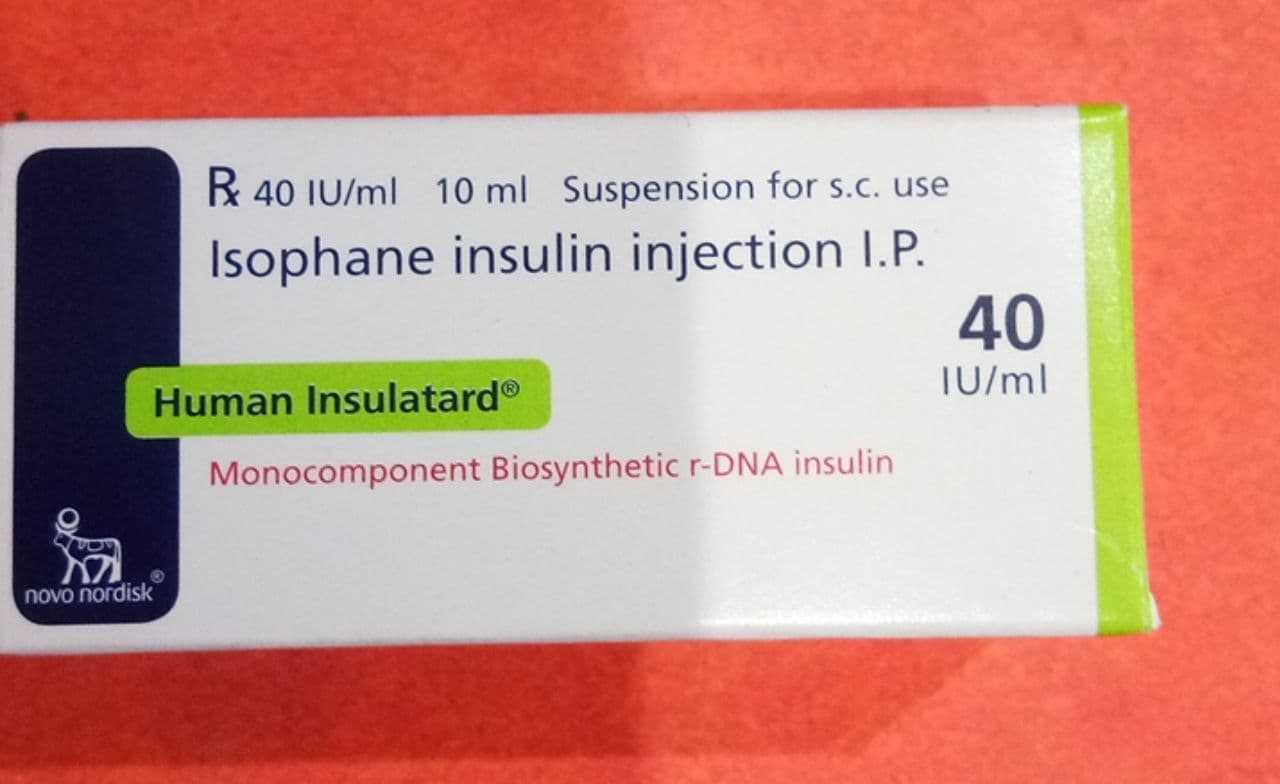 Rx 40 IU/ml 10 ml Suspension for s.c. use
Isophane insulin injection I.P.
40
IU/ml
Human Insulatard®
Monocomponent Biosynthetic r-DNA insulin
novo nordisk®